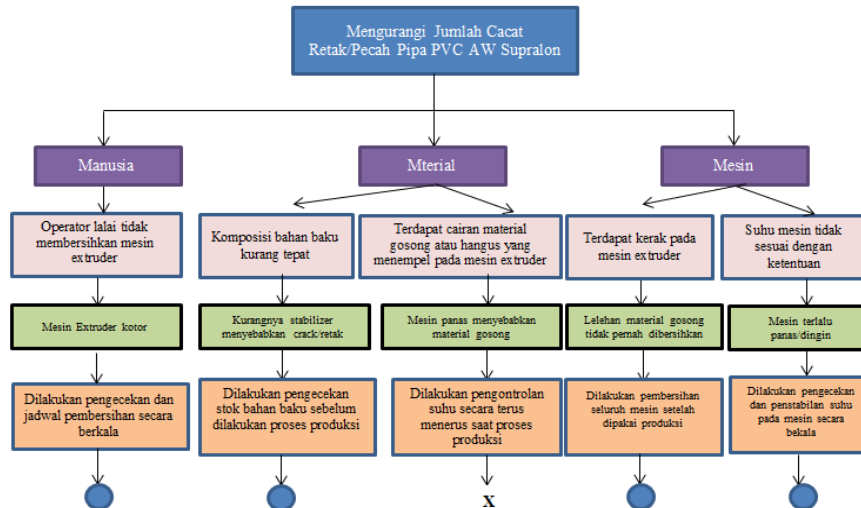 Mengurangi Jumlah Cacat
Retak/Pecah Pipa PVC AW Supralon
Manusia
Mterial
Mesin
Operator lalai tidak
membersihkan mesin
extruder
Komposisi bahan baku
kurang tepat
Terdapat cairan material
gosong atau hangus yang
menempel pada mesin extruder
Terdapat kerak pada
mesin extruder
Suhu mesin tidak
sesuai dengan
ketentuan
Mesin Extruder kotor
Kurangnya stabilizer
menyebabkan crack/retak
Mesin panas menyebabkan
material gosong
Lelehan material gosong
tidak pernah dibersihkan
Mesin terlalu
panas/dingin
Dilakukan pengecekan dan
jadwal pembersihan secara
berkala
Dilakukan pengecekan
stok bahan baku sebelum
dilakukan proses produksi
Dilakukan pengontrolan
suhu secara terus
menerus saat proses
produksi
Dilakukan pembersihan
seluruh mesin setelah
dipakai produksi
Dilakukan pengecekan
dan penstabilan suhu
pada mesin secara
bekala
X